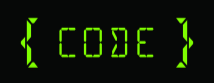 { CODE }